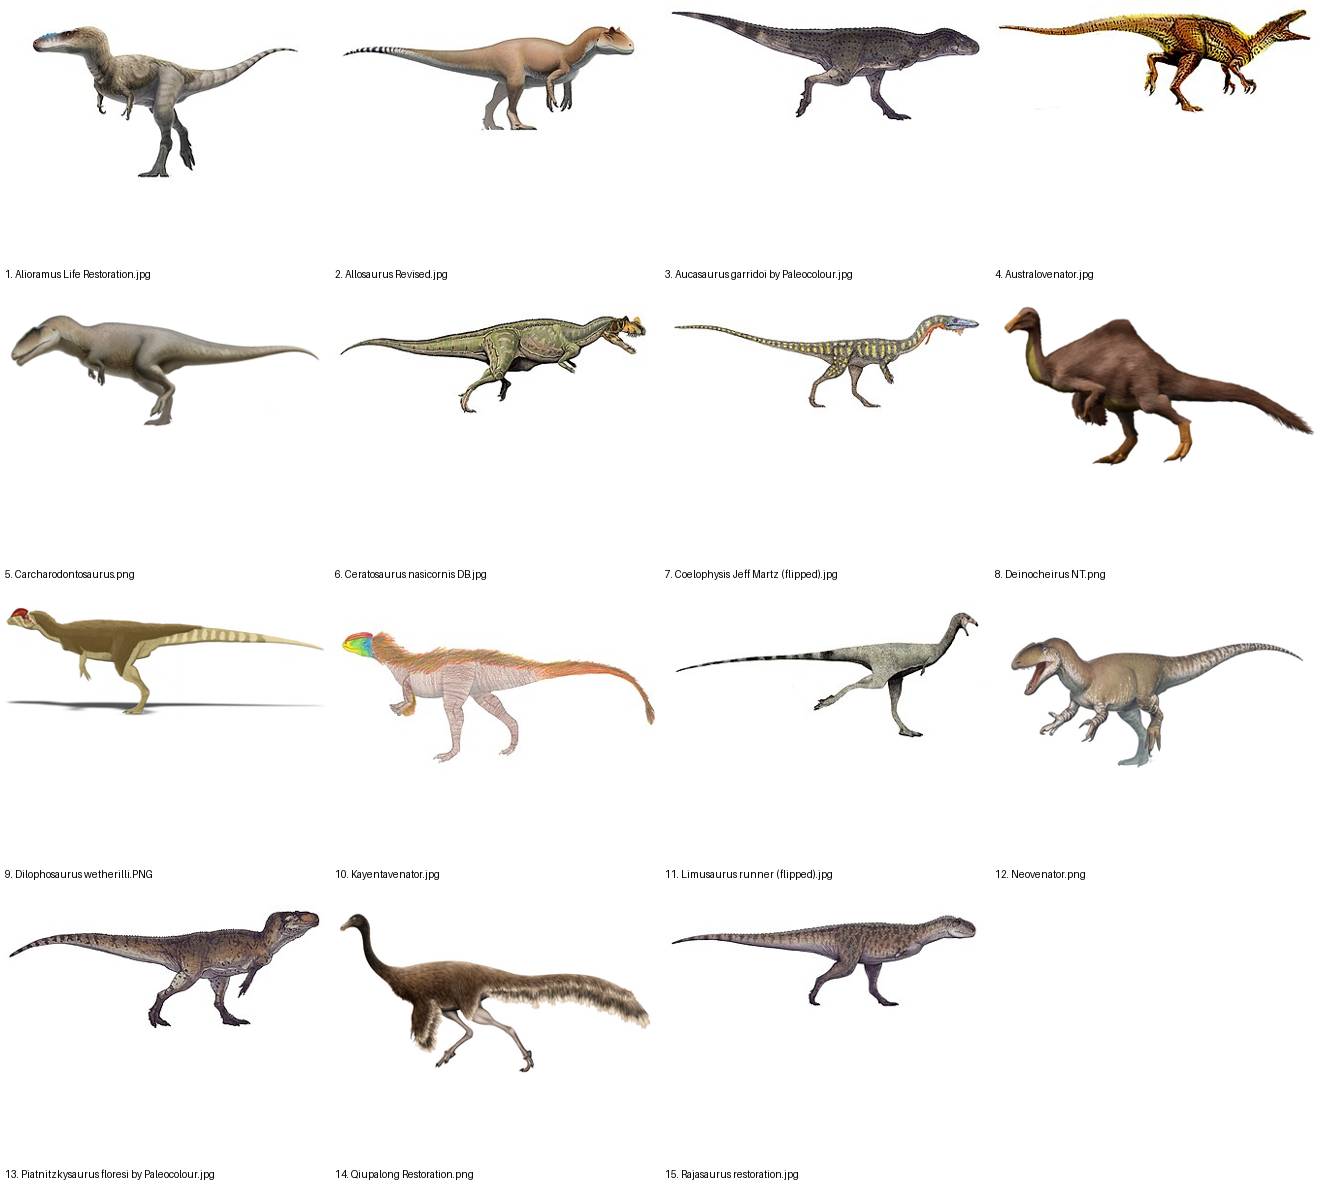 1. Alioramus Life Restoration.jpg
2. Allosaurus Revised.jpg
3. Aucasaurus garridoi by Paleocolour.jpg
4. Australovenator.jpg
5. Carcharodontosaurus.png
6. Ceratosaurus nasicornis DB.jpg
7. Coelophysis Jeff Martz (flipped).jpg
8. Deinocheirus NT.png
9. Dilophosaurus wetherilli.PNG
10. Kayentavenator.jpg
11. Limusaurus runner (flipped).jpg
12. Neovenator.png
13. Piatnitzkysaurus floresi by Paleocolour.jpg
14. Qiupalong Restoration.png
15. Rajasaurus restoration.jpg